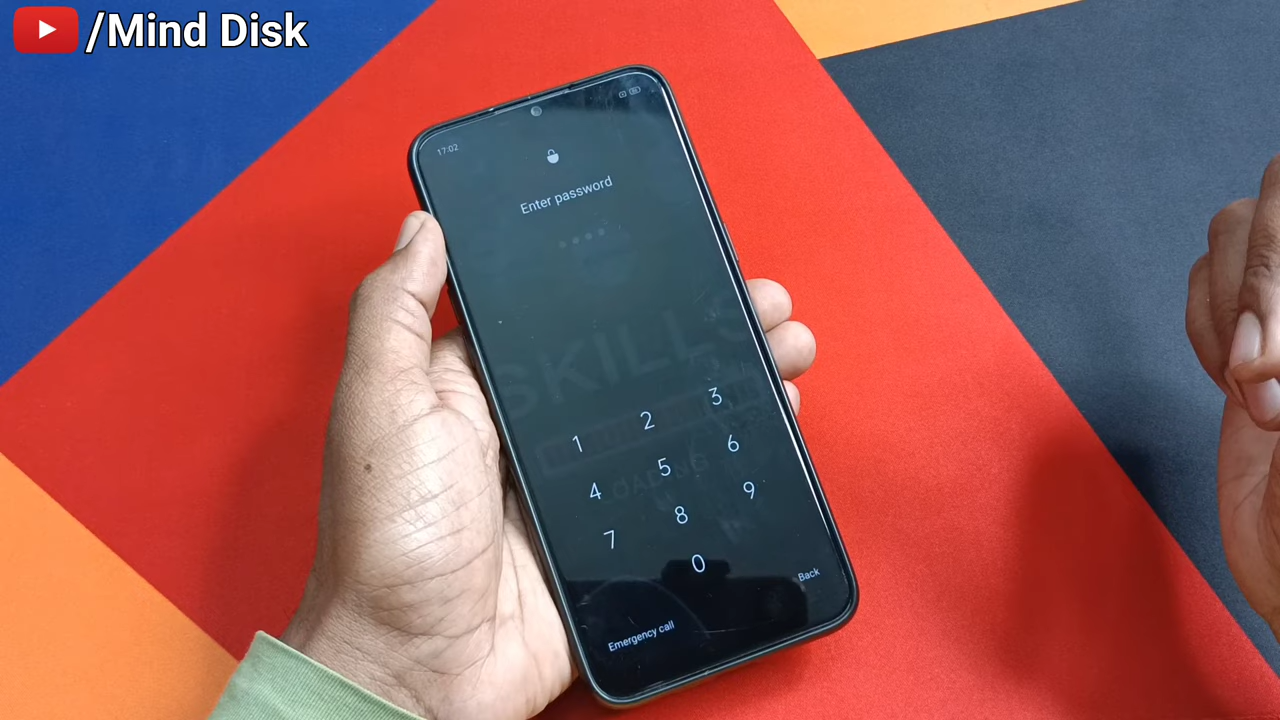 /Mind Disk
17:02
Enter password
SKILLS
1 2 3
4 5 6
7 8 9
0
Emergency call Back